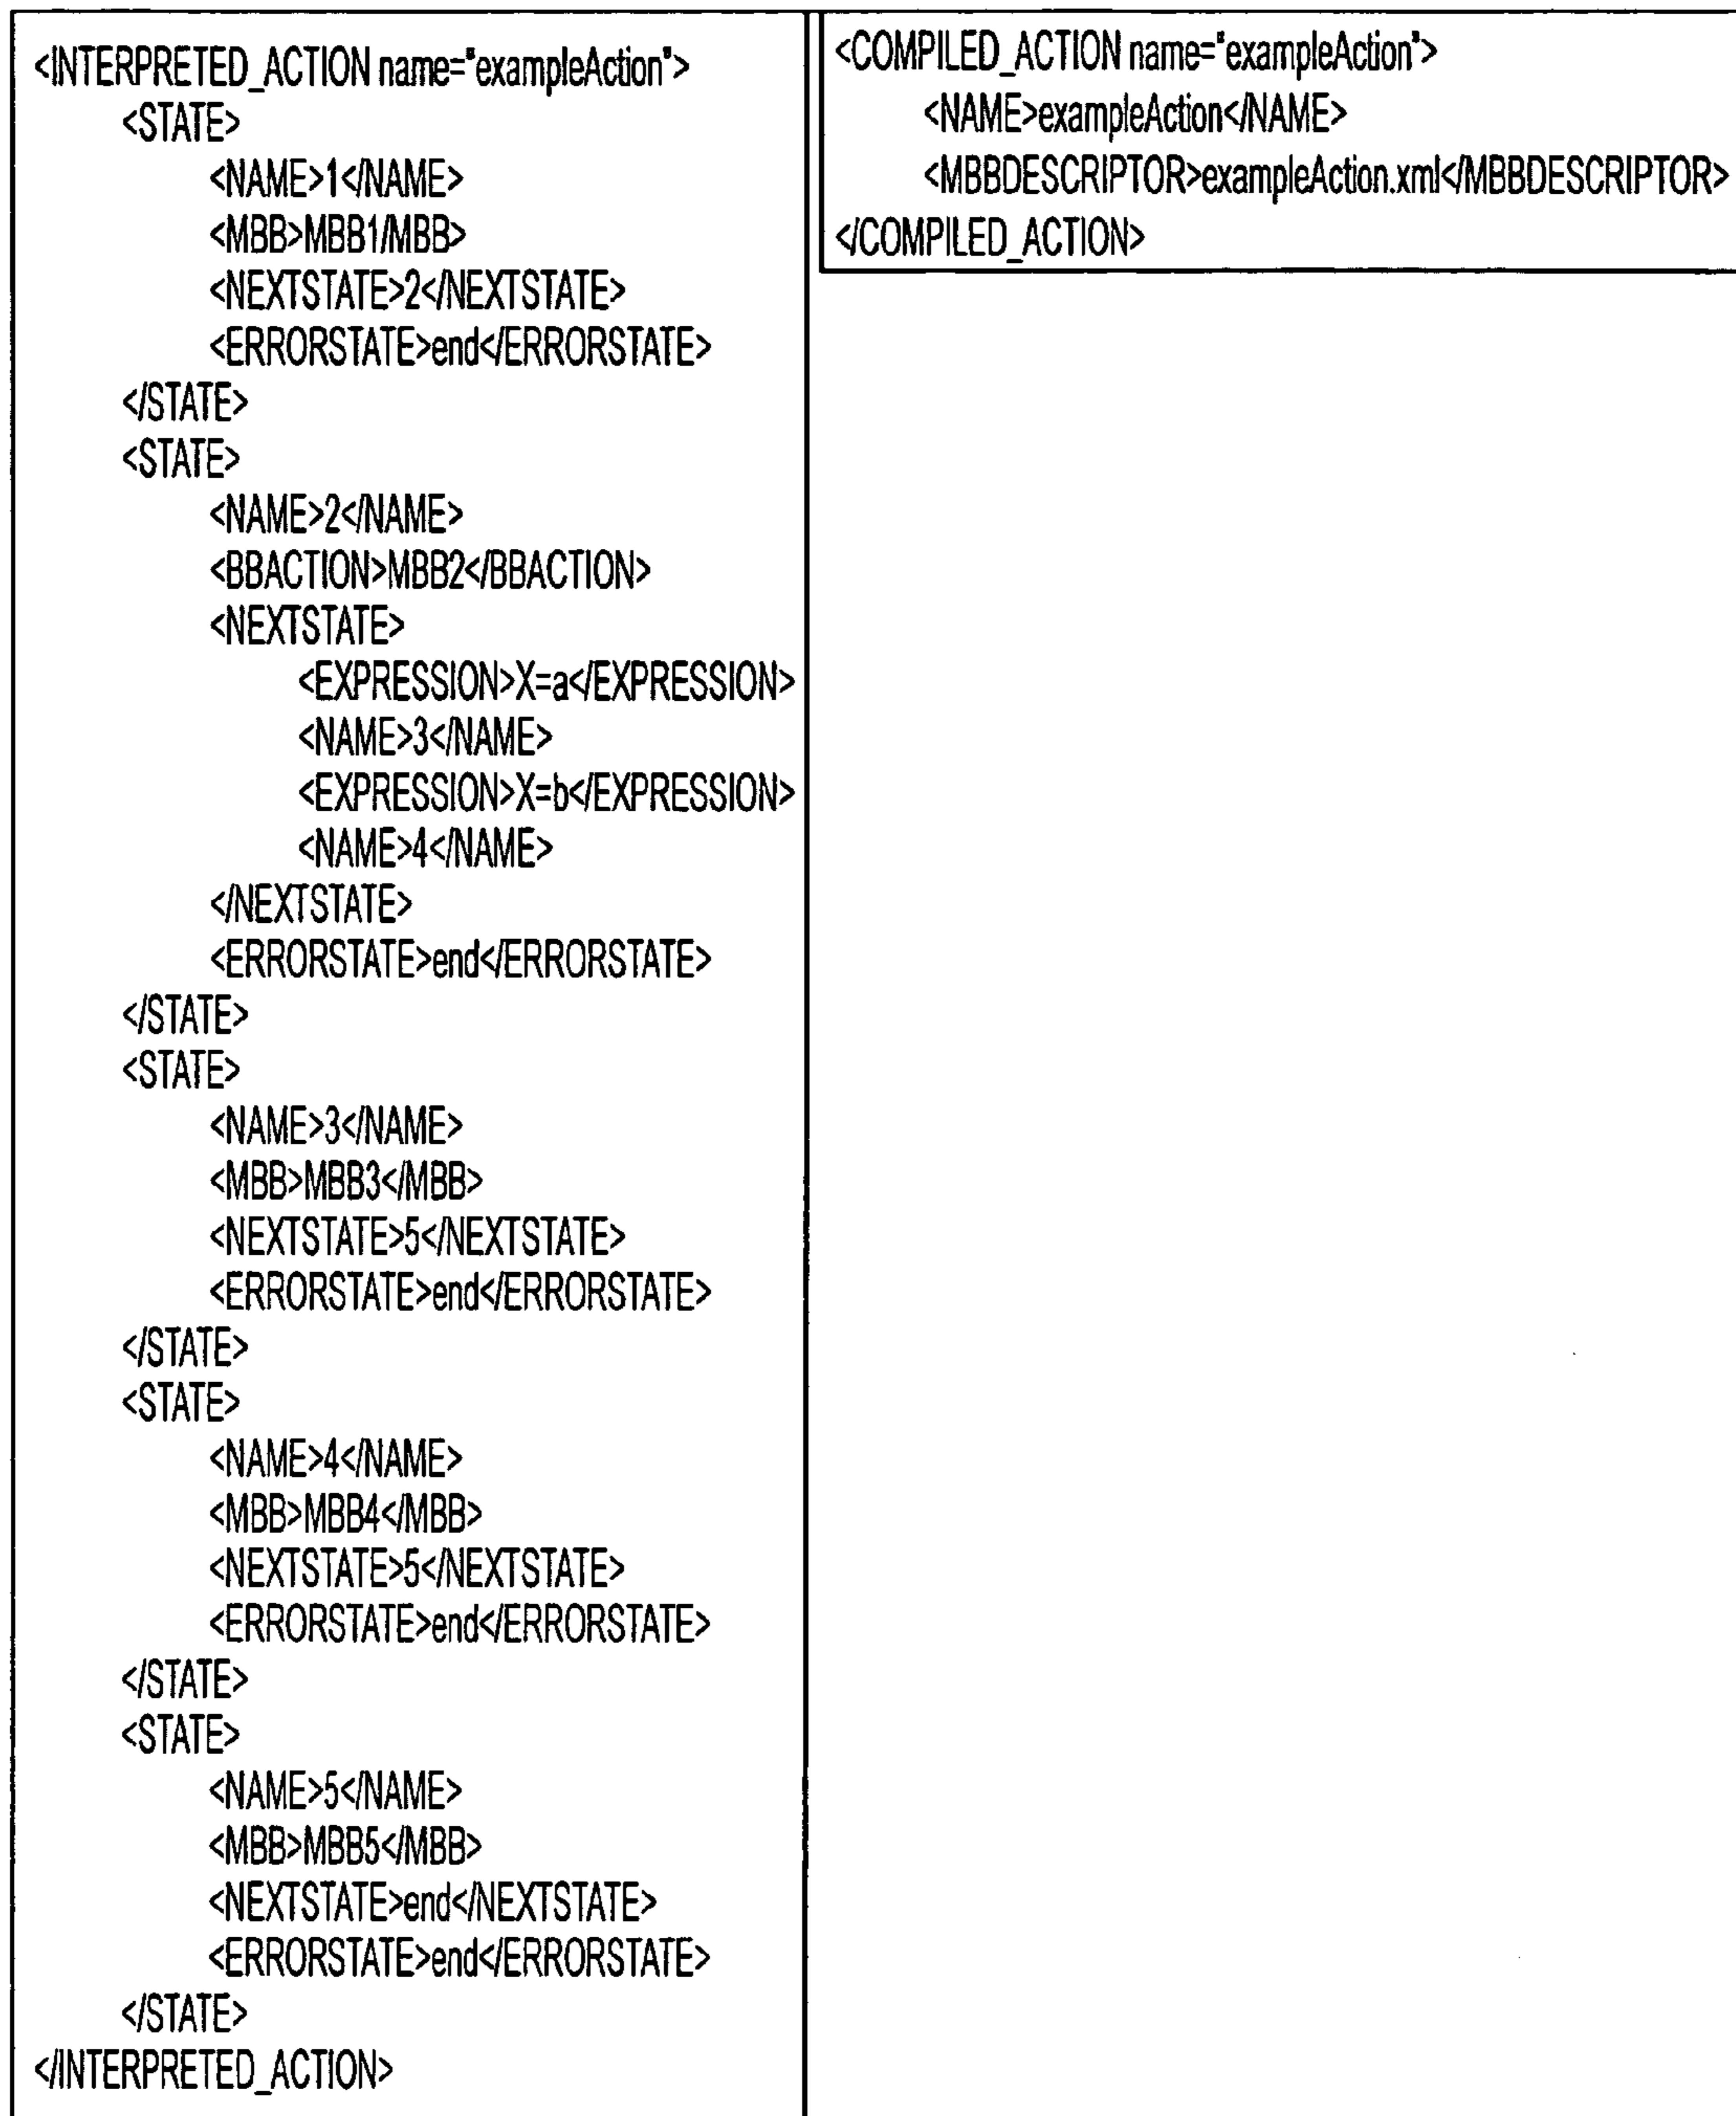 <INTERPRETED_ACTION name="exampleAction">
<STATE>
<NAME>1</NAME>
<MBB>MBB1/MBB>
<NEXTSTATE>2</NEXTSTATE>
<ERRORSTATE>end</ERRORSTATE>
</STATE>
<STATE>
<NAME>2</NAME>
<BBACTION>MBB2</BBACTION>
<NEXTSTATE>
<EXPRESSION>X=a</EXPRESSION>
<NAME>3</NAME>
<EXPRESSION>X=b</EXPRESSION>
<NAME>4</NAME>
</NEXTSTATE>
<ERRORSTATE>end</ERRORSTATE>
</STATE>
<STATE>
<NAME>3</NAME>
<MBB>MBB3</MBB>
<NEXTSTATE>5</NEXTSTATE>
<ERRORSTATE>end</ERRORSTATE>
</STATE>
<STATE>
<NAME>4</NAME>
<MBB>MBB4</MBB>
<NEXTSTATE>5</NEXTSTATE>
<ERRORSTATE>end</ERRORSTATE>
</STATE>
<STATE>
<NAME>5</NAME>
<MBB>MBB5</MBB>
<NEXTSTATE>end</NEXTSTATE>
<ERRORSTATE>end</ERRORSTATE>
</STATE>
</INTERPRETED_ACTION>
<COMPILED_ACTION name="exampleAction">
<NAME>exampleAction</NAME>
<MBBDESCRIPTOR>exampleAction.xml</MBBDESCRIPTOR>
</COMPILED_ACTION>